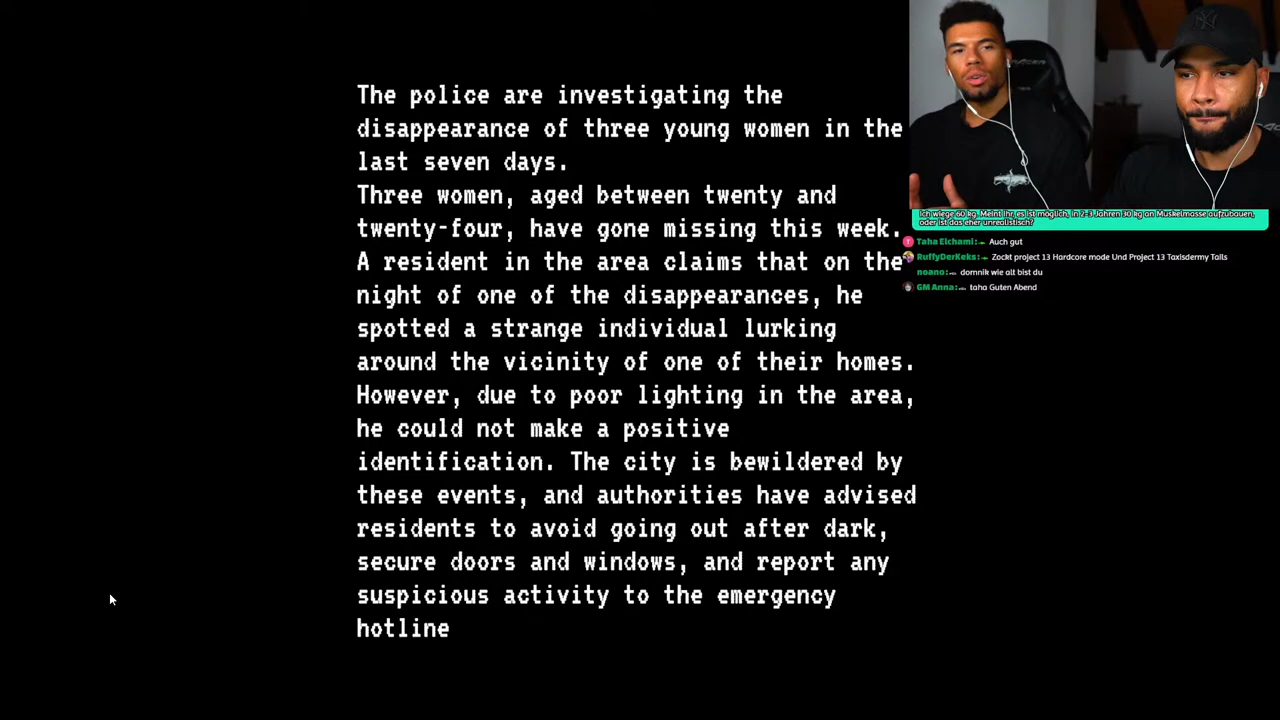 The police are investigating the
disappearance of three young women in the
last seven days.
Three women, aged between twenty and
twenty-four, have gone missing this week.
A resident in the area claims that on the
night of one of the disappearances, he
spotted a strange individual lurking
around the vicinity of one of their homes.
However, due to poor lighting in the area,
he could not make a positive
identification. The city is bewildered by
these events, and authorities have advised
residents to avoid going out after dark,
secure doors and windows, and report any
suspicious activity to the emergency
hotline
Ich wiege 60 kg. Meint Ihr, es ist möglich, in 2-3 Jahren 30 kg an Muskelmasse aufzubauen,
oder ist das eher unrealistisch?
Taha Elchami: Auch gut
RuffyDerKeks: Zockt project 13 Hardcore mode Und Project 13 Taxisdermy Tails
noano: domnik wie alt bist du
GM Anna: taha Guten Abend